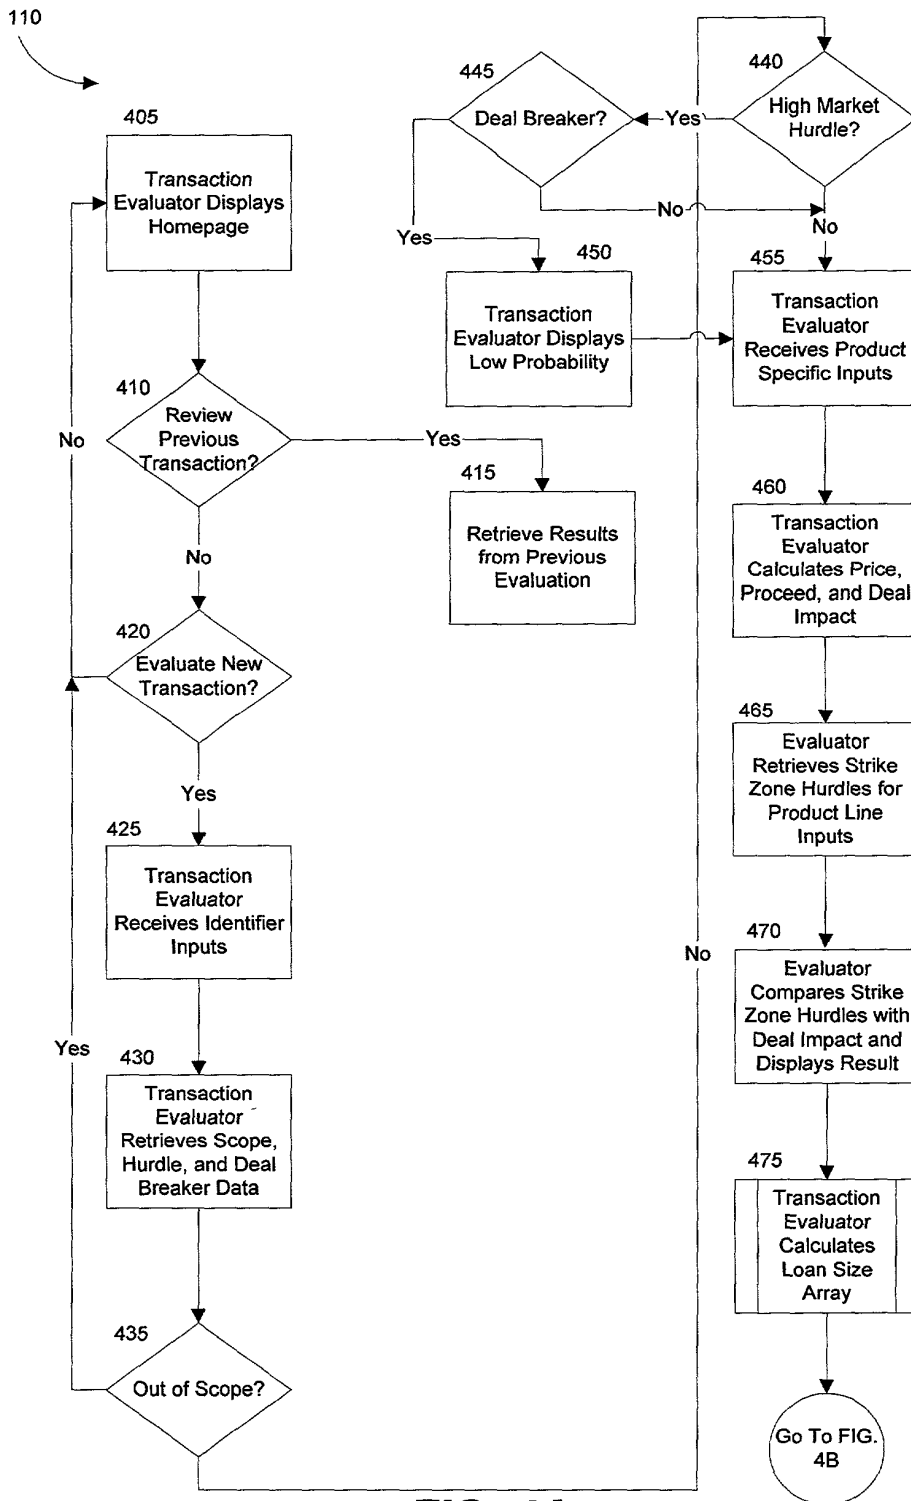 110
405
Transaction
Evaluator Displays
Homepage
410
Review
Previous
Transaction?
Yes
No
415
Retrieve Results
from Previous
Evaluation
No
420
Evaluate New
Transaction?
Yes
425
Transaction
Evaluator
Receives Identifier
Inputs
430
Transaction
Evaluator
Retrieves Scope,
Hurdle, and Deal
Breaker Data
Yes
435
Out of Scope?
No
440
High Market
Hurdle?
Yes
445
Deal Breaker?
No
No
Yes
450
Transaction
Evaluator Displays
Low Probability
455
Transaction
Evaluator
Receives Product
Specific Inputs
460
Transaction
Evaluator
Calculates Price,
Proceed, and Deal
Impact
465
Evaluator
Retrieves Strike
Zone Hurdles for
Product Line
Inputs
470
Evaluator
Compares Strike
Zone Hurdles with
Deal Impact and
Displays Result
475
Transaction
Evaluator
Calculates
Loan Size
Array
Go To FIG.
4B